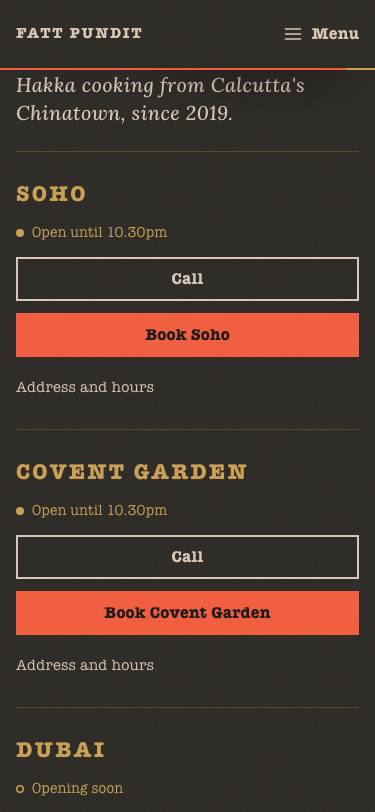 FATT PUNDIT
Menu
Hakka cooking from Calcutta's
Chinatown, since 2019.
SOHO
Open until 10.30pm
Call
Book Soho
Address and hours
COVENT GARDEN
Open until 10.30pm
Call
Book Covent Garden
Address and hours
DUBAI
Opening soon